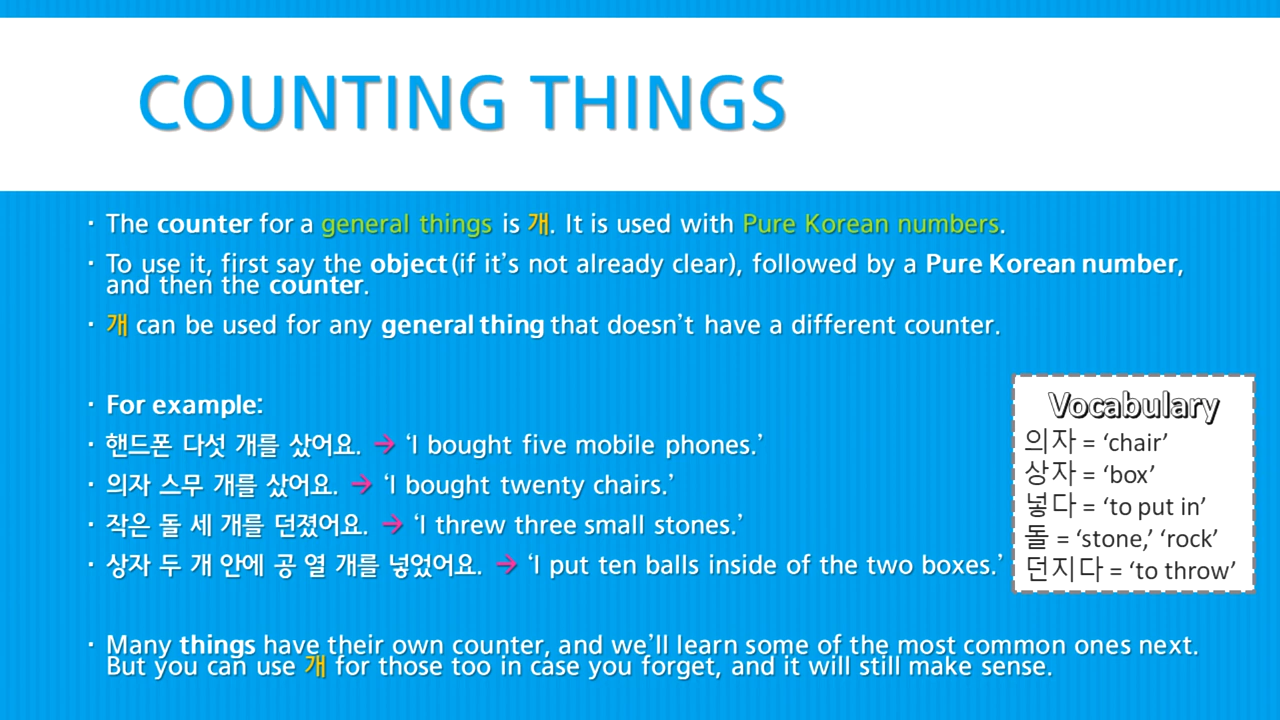 COUNTING THINGS
· The counter for a general things is 개. It is used with Pure Korean numbers.
· To use it, first say the object (if it’s not already clear), followed by a Pure Korean number,
and then the counter.
· 개 can be used for any general thing that doesn’t have a different counter.
· For example:
· 핸드폰 다섯 개를 샀어요. → ‘I bought five mobile phones.’
· 의자 스무 개를 샀어요. → ‘I bought twenty chairs.’
· 작은 돌 세 개를 던졌어요. → ‘I threw three small stones.’
· 상자 두 개 안에 공 열 개를 넣었어요. → ‘I put ten balls inside of the two boxes.’
Vocabulary
의자 = ‘chair’
상자 = ‘box’
넣다 = ‘to put in’
돌 = ‘stone,’ ‘rock’
던지다 = ‘to throw’
· Many things have their own counter, and we’ll learn some of the most common ones next.
But you can use 개 for those too in case you forget, and it will still make sense.